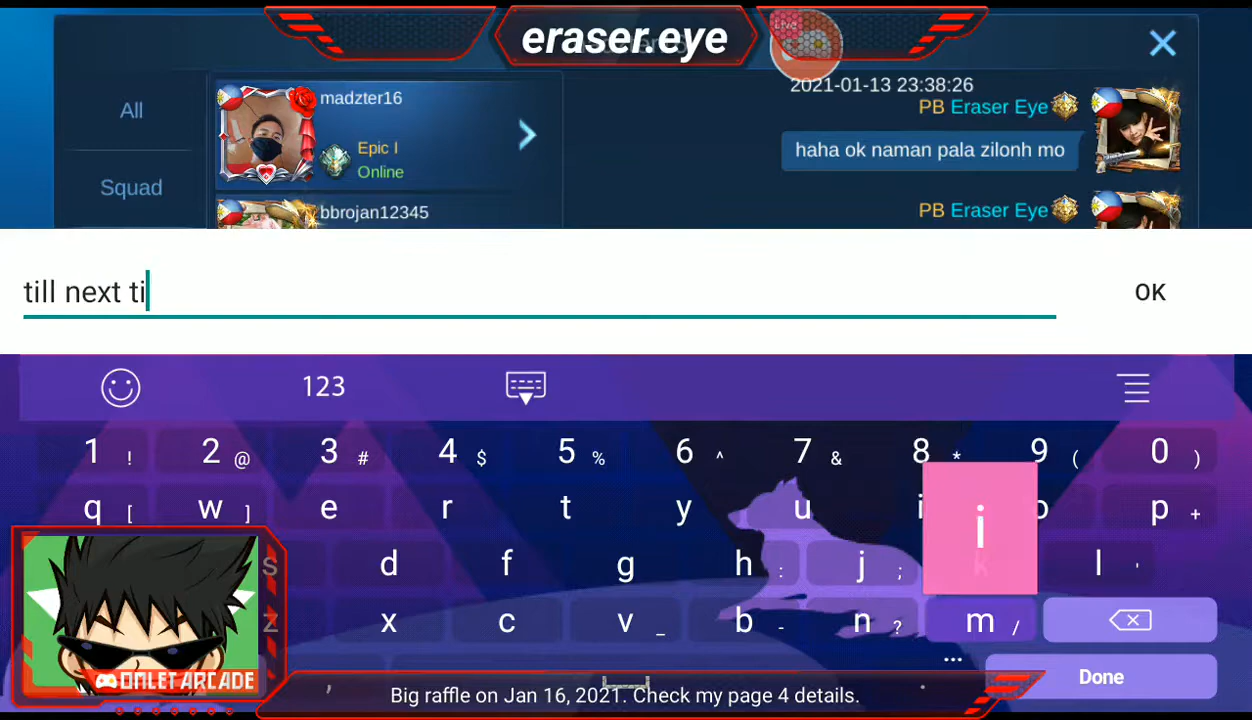 eraser.eye
Live
2021-01-13 23:38:26
All
madzter16
PB Eraser Eye
Epic I
haha ok naman pala zilonh mo
Online
Squad
bbrojan12345
PB Eraser Eye
till next ti
OK
123
1 ! 2 @ 3 # 4 $ 5 % 6 ^ 7 & 8 * 9 ( 0 )
q [ w ] e r t y u i o p +
s d f g h : j ; k l '
i
z x c v _ b - n ? m /
, ... . Done
OMLET ARCADE
Big raffle on Jan 16, 2021. Check my page 4 details.